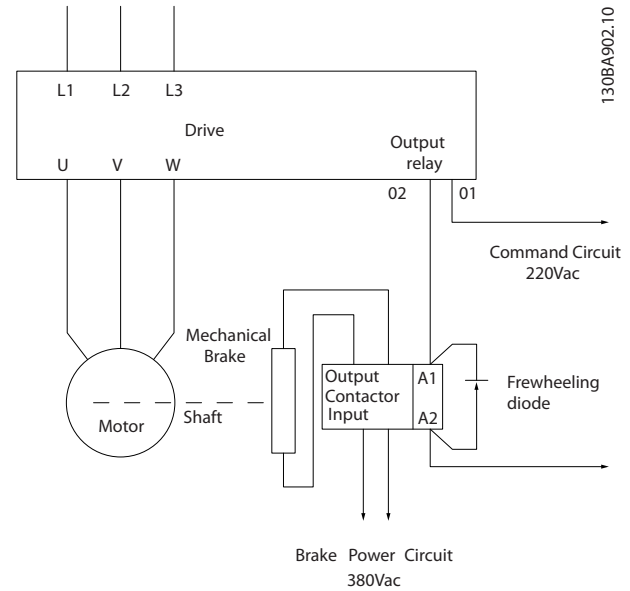 130BA902.10
L1 L2 L3
Drive
Output
relay
U V W
02 01
Command Circuit
220Vac
Mechanical
Brake
Output
Contactor
Input
A1
A2
Frewheeling
diode
Shaft
Motor
Brake Power Circuit
380Vac